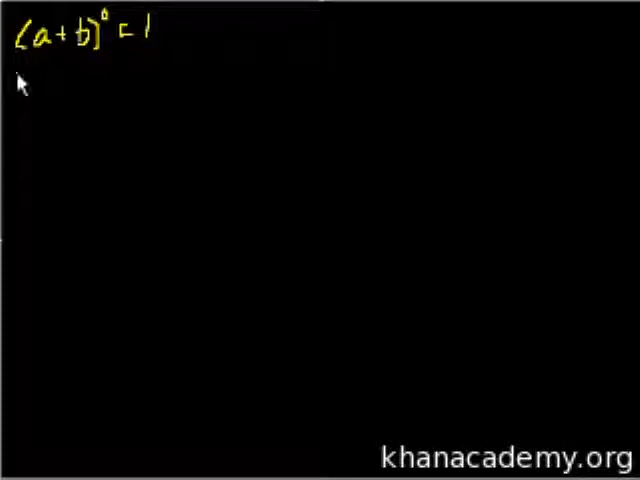 (a+b)⁰ = 1
khanacademy.org